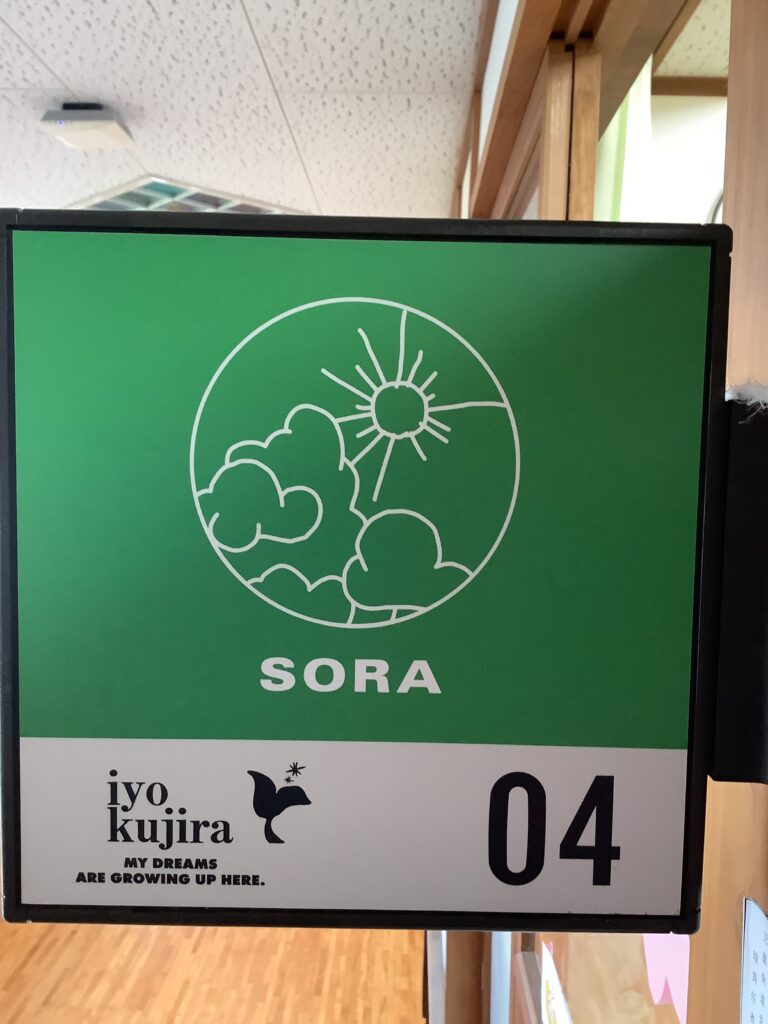 SORA
iyo
kujira
MY DREAMS
ARE GROWING UP HERE.
04